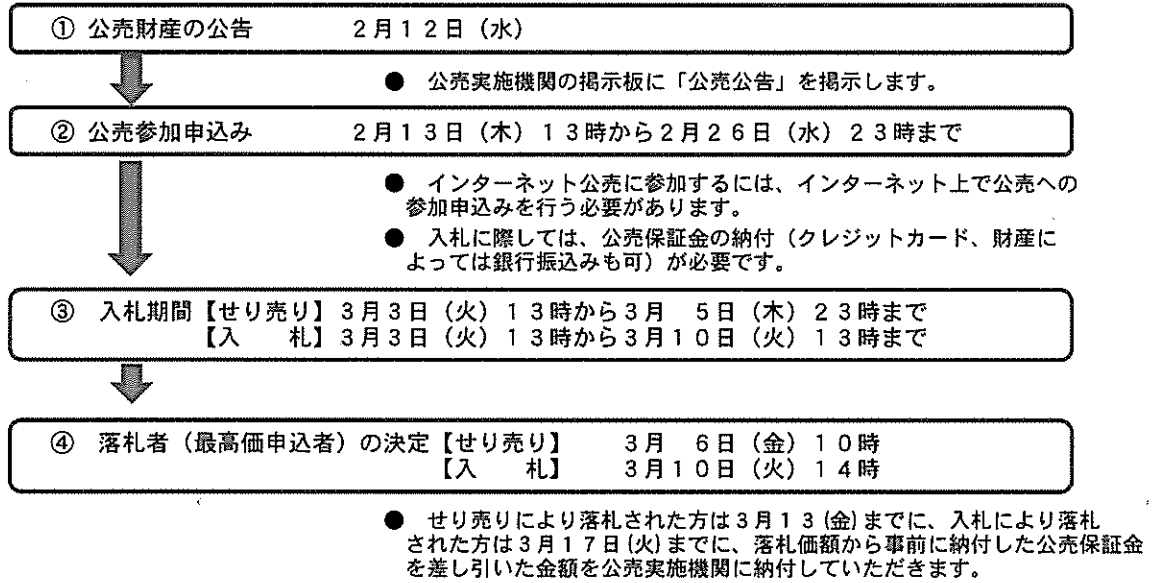 ① 公売財産の公告　　　２月１２日（水）
●　公売実施機関の掲示板に「公売公告」を掲示します。
② 公売参加申込み　　　２月１３日（木）１３時から２月２６日（水）２３時まで
●　インターネット公売に参加するには、インターネット上で公売への
参加申込みを行う必要があります。
●　入札に際しては、公売保証金の納付（クレジットカード、財産に
よっては銀行振込みも可）が必要です。
③　入札期間【せり売り】３月３日（火）１３時から３月　５日（木）２３時まで
【入　　札】３月３日（火）１３時から３月１０日（火）１３時まで
④　落札者（最高価申込者）の決定【せり売り】　　３月　６日（金）１０時
【入　　札】　　３月１０日（火）１４時
●　せり売りにより落札された方は３月１３(金)までに、入札により落札
された方は３月１７日(火)までに、落札価額から事前に納付した公売保証金
を差し引いた金額を公売実施機関に納付していただきます。